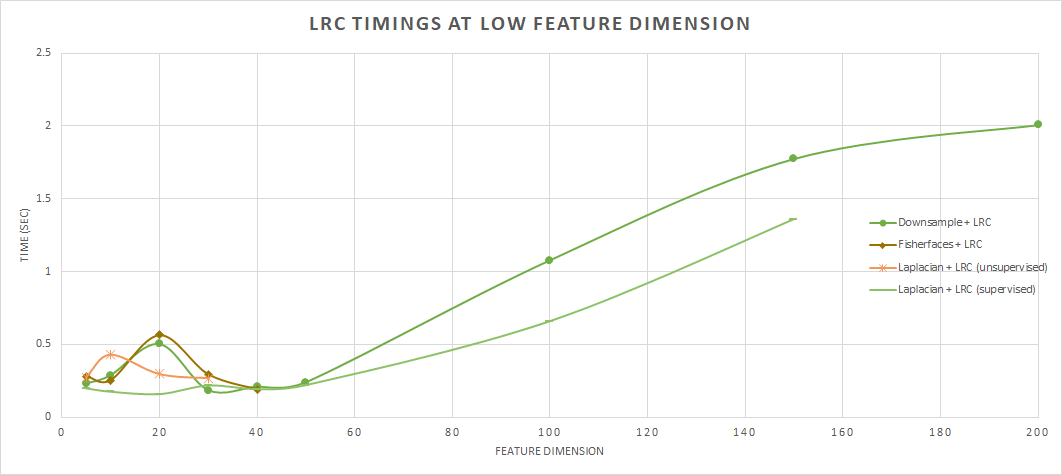 LRC TIMINGS AT LOW FEATURE DIMENSION
2.5
2
1.5
1
0.5
0
TIME (SEC)
0 20 40 60 80 100 120 140 160 180 200
FEATURE DIMENSION
Downsample + LRC
Fisherfaces + LRC
Laplacian + LRC (unsupervised)
Laplacian + LRC (supervised)